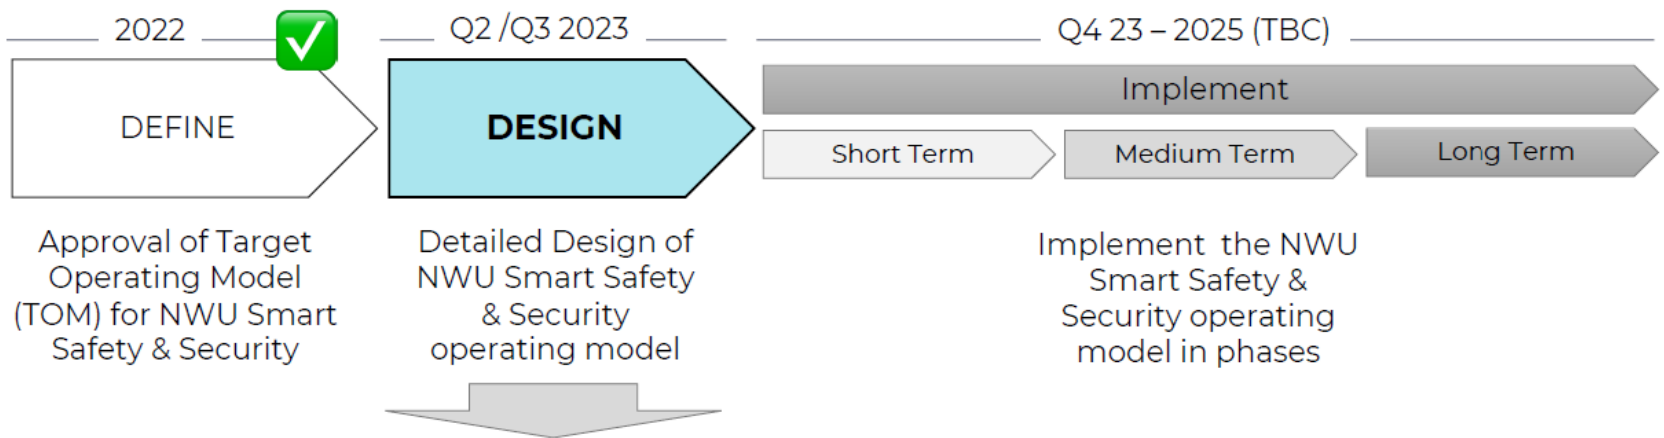 2022
Q2 /Q3 2023
Q4 23 – 2025 (TBC)
DEFINE
DESIGN
Implement
Short Term
Medium Term
Long Term
Approval of Target
Operating Model
(TOM) for NWU Smart
Safety & Security
Detailed Design of
NWU Smart Safety
& Security
operating model
Implement the NWU
Smart Safety &
Security operating
model in phases